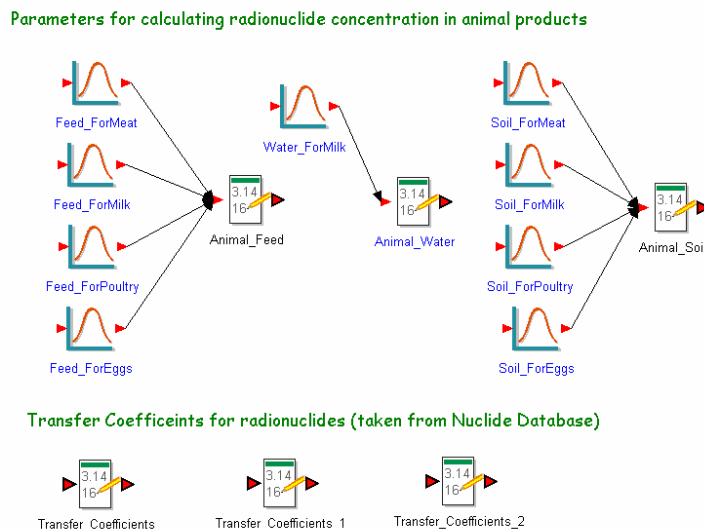 Parameters for calculating radionuclide concentration in animal products
Feed_ForMeat
Feed_ForMilk
Feed_ForPoultry
Feed_ForEggs
3.14
16
Animal_Feed
Water_ForMilk
3.14
16
Animal_Water
Soil_ForMeat
Soil_ForMilk
Soil_ForPoultry
Soil_ForEggs
3.14
16
Animal_Soi
Transfer Coefficeints for radionuclides (taken from Nuclide Database)
3.14
16
Transfer_Coefficients
3.14
16
Transfer_Coefficients_1
3.14
16
Transfer_Coefficients_2